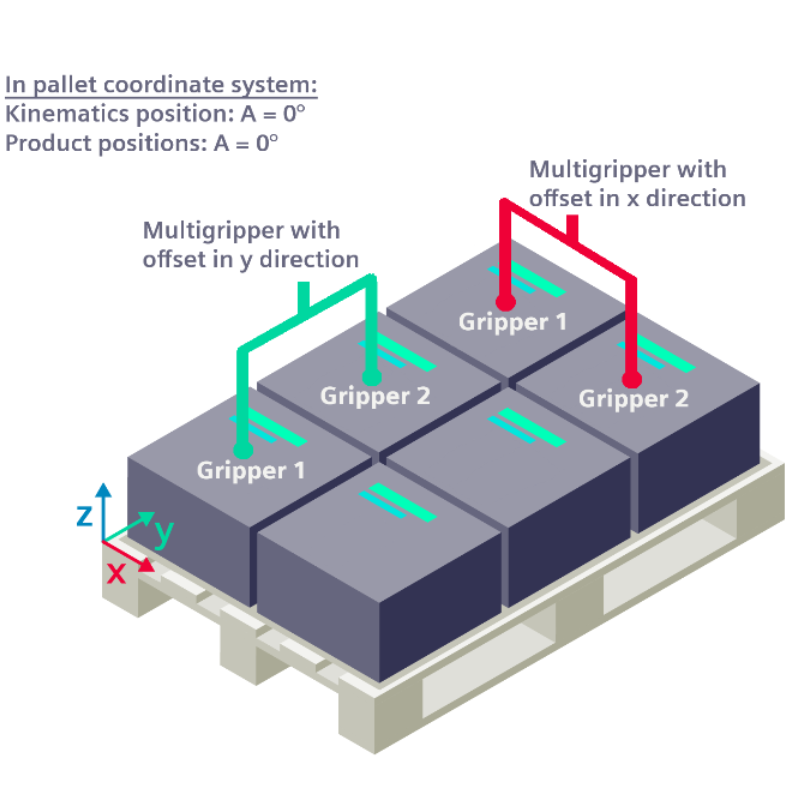 In pallet coordinate system:
Kinematics position: A = 0°
Product positions: A = 0°
Multigripper with
offset in x direction
Multigripper with
offset in y direction
Gripper 1
Gripper 2
Gripper 2
Gripper 1
z
y
x